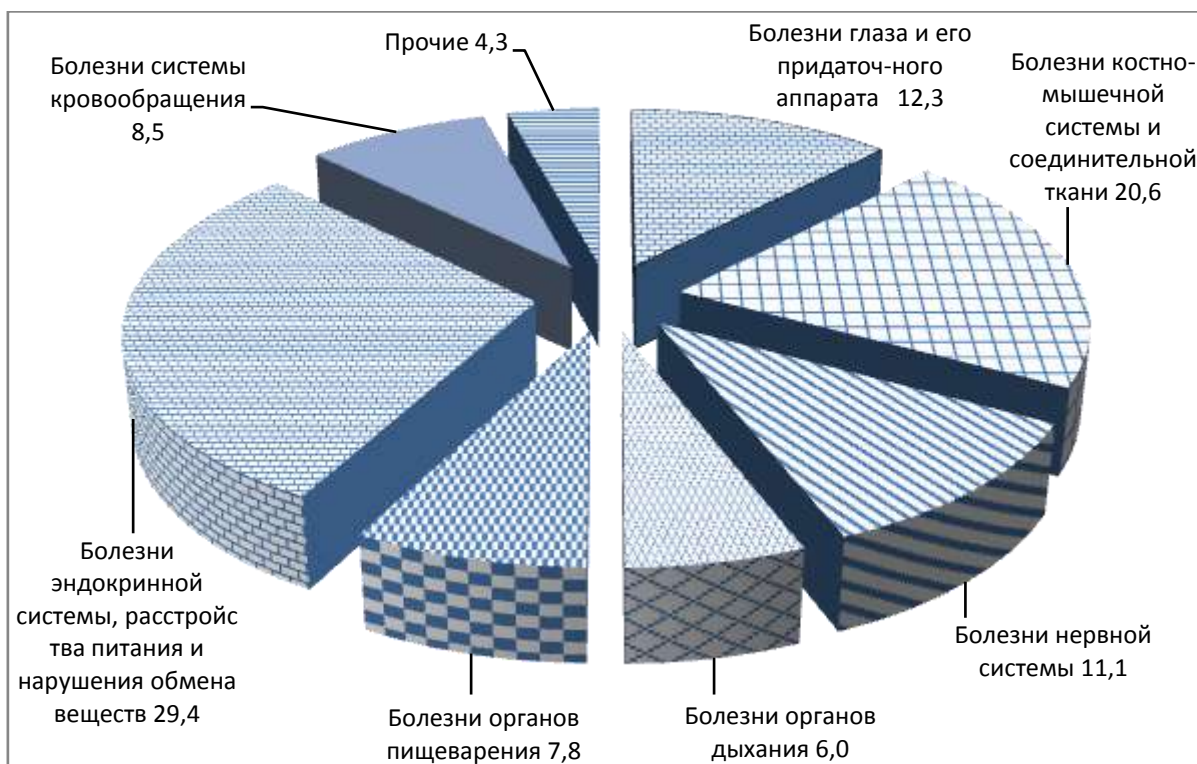 Прочие 4,3
Болезни глаза и его
придаточ-ного
аппарата 12,3
Болезни костно-
мышечной
системы и
соединительной
ткани 20,6
Болезни нервной
системы 11,1
Болезни органов
дыхания 6,0
Болезни органов
пищеварения 7,8
Болезни
эндокринной
системы, расстройс
тва питания и
нарушения обмена
веществ 29,4
Болезни системы
кровообращения
8,5